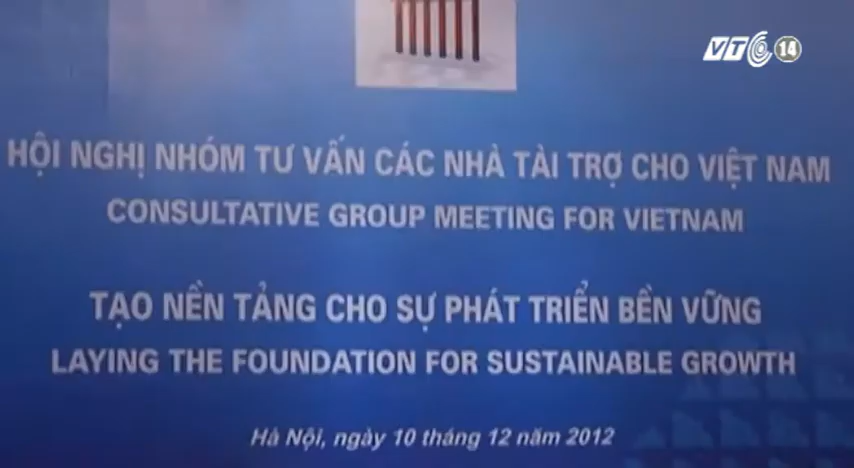 VTC 14
HỘI NGHỊ NHÓM TƯ VẤN CÁC NHÀ TÀI TRỢ CHO VIỆT NAM
CONSULTATIVE GROUP MEETING FOR VIETNAM
TẠO NỀN TẢNG CHO SỰ PHÁT TRIỂN BỀN VỮNG
LAYING THE FOUNDATION FOR SUSTAINABLE GROWTH
Hà Nội, ngày 10 tháng 12 năm 2012